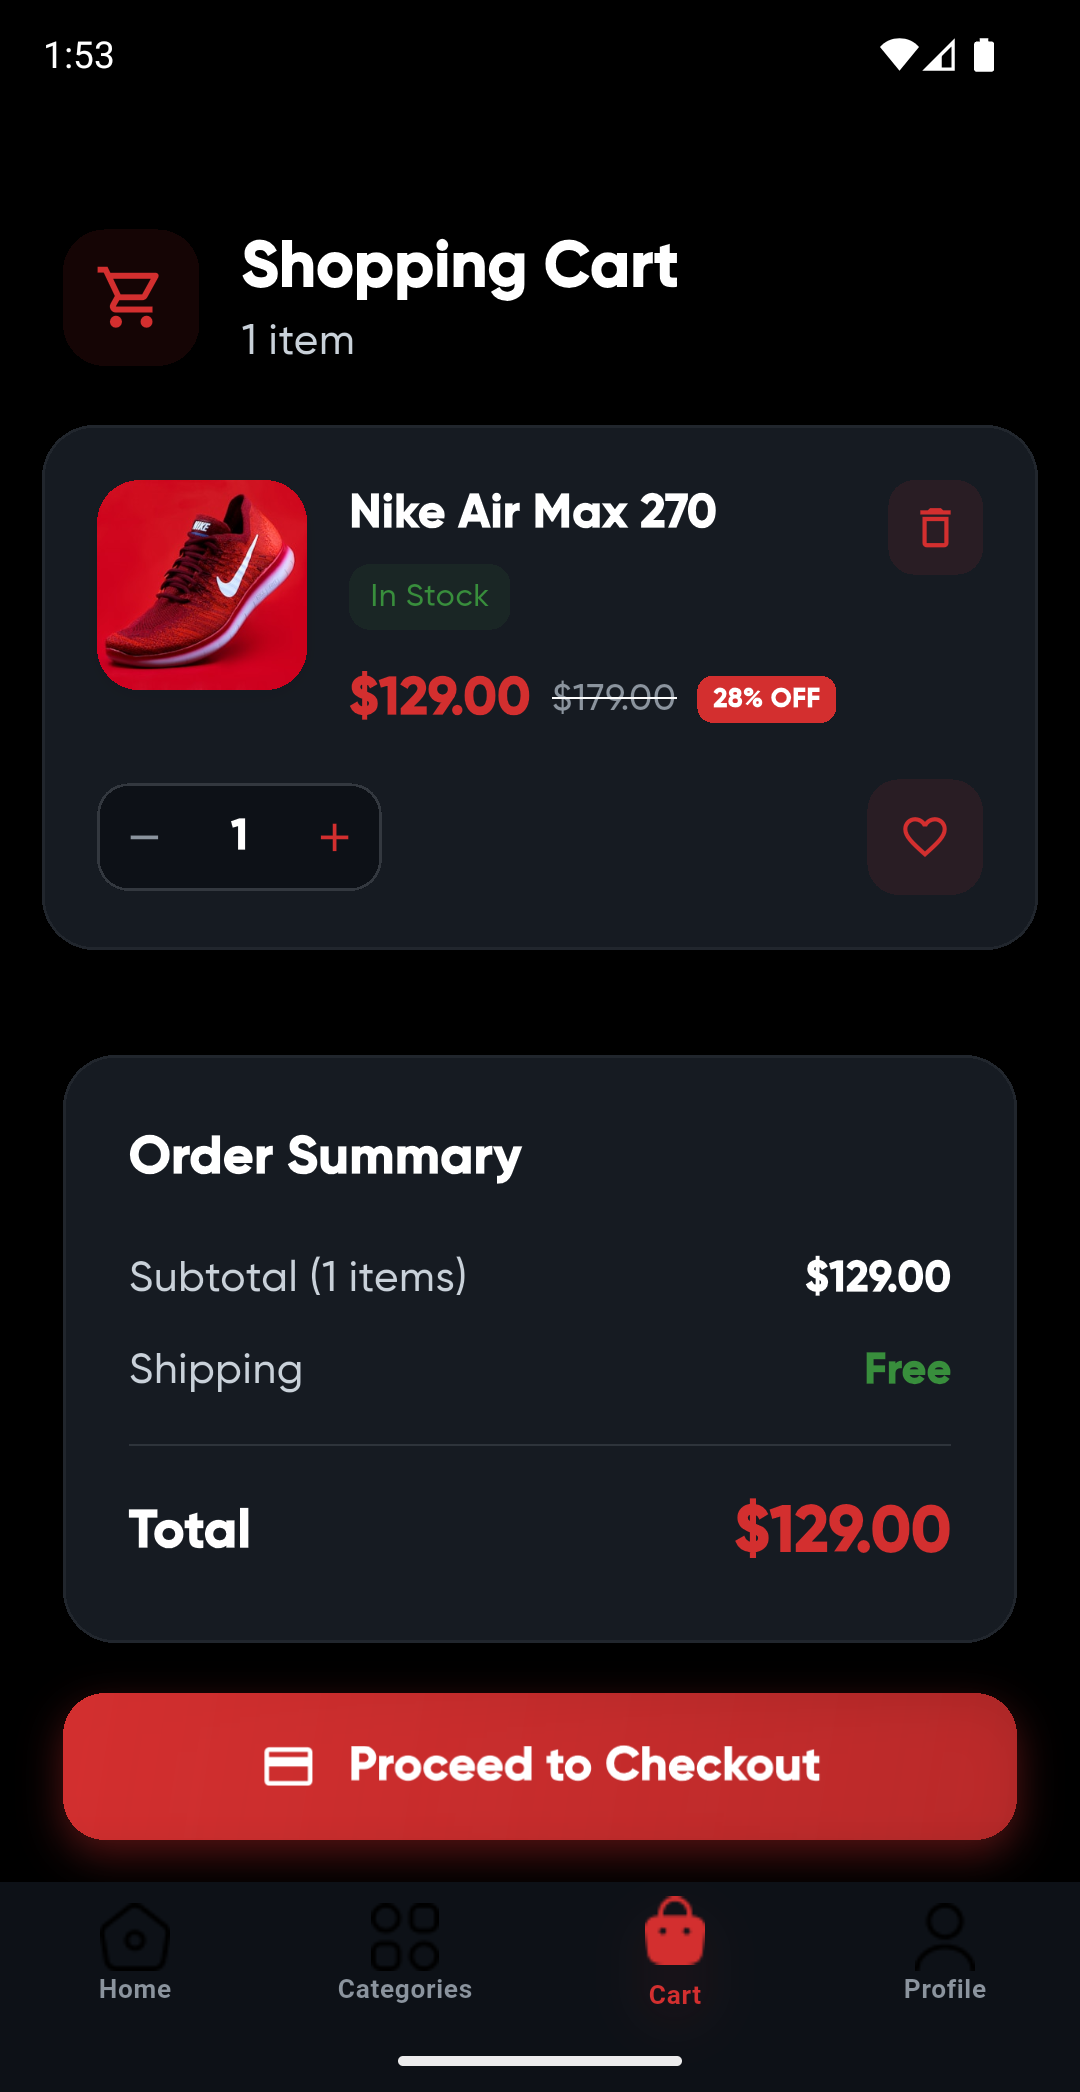 1:53
Shopping Cart
1 item
NIKE
Nike Air Max 270
In Stock
$129.00 $179.00 28% OFF
1
Order Summary
Subtotal (1 items) $129.00
Shipping Free
Total $129.00
Proceed to Checkout
Home Categories Cart Profile